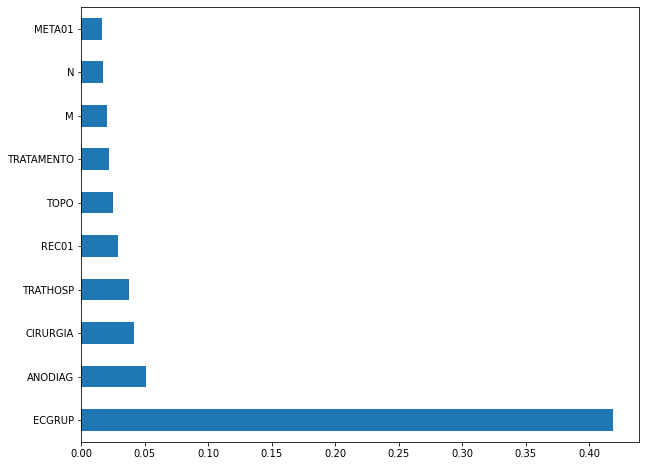 META01
N
M
TRATAMENTO
TOPO
REC01
TRATHOSP
CIRURGIA
ANODIAG
ECGRUP
0.00 0.05 0.10 0.15 0.20 0.25 0.30 0.35 0.40